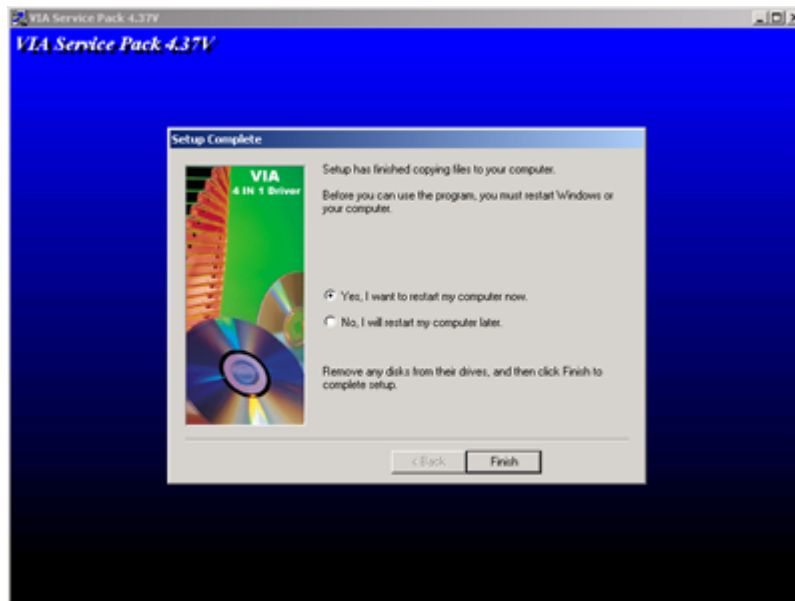 VIA Service Pack 4.37V
VIA Service Pack 4.37V
Setup Complete
VIA
4 IN 1 Driver
Setup has finished copying files to your computer.
Before you can use the program, you must restart Windows or
your computer.
Yes, I want to restart my computer now.
No, I will restart my computer later.
Remove any disks from their drives, and then click Finish to
complete setup.
< Back
Finish